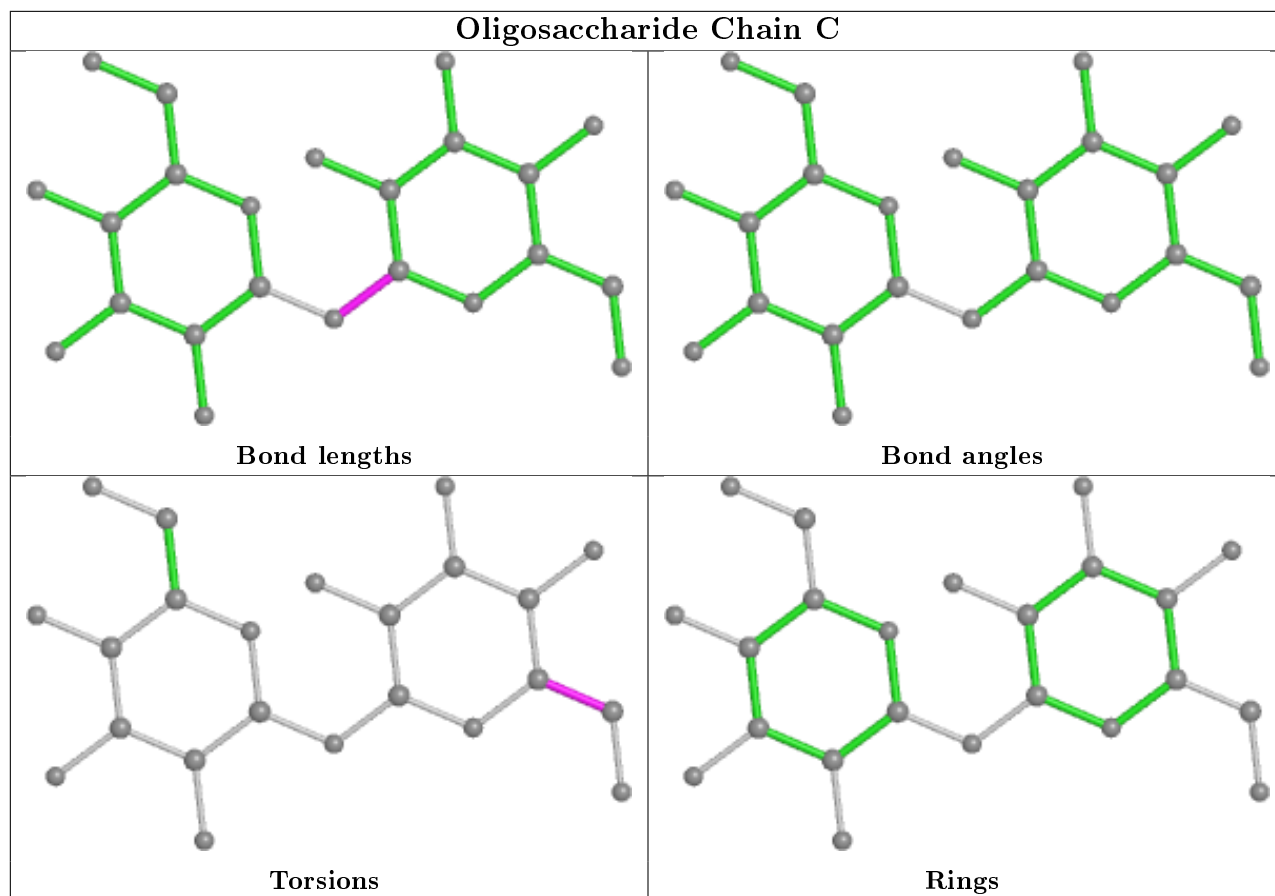 Oligosaccharide Chain C
Bond lengths
Bond angles
Torsions
Rings